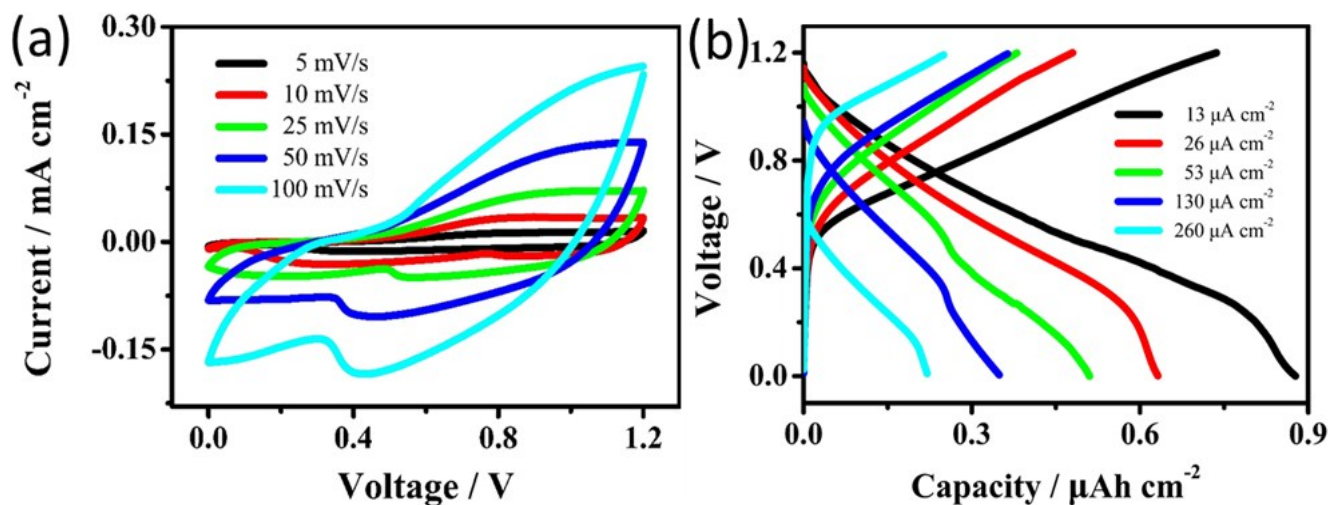 (a)
0.30
0.15
0.00
-0.15
Current / mA cm⁻²
5 mV/s
10 mV/s
25 mV/s
50 mV/s
100 mV/s
0.0 0.4 0.8 1.2
Voltage / V
(b)
1.2
0.8
0.4
0.0
Voltage / V
13 μA cm⁻²
26 μA cm⁻²
53 μA cm⁻²
130 μA cm⁻²
260 μA cm⁻²
0.0 0.3 0.6 0.9
Capacity / μAh cm⁻²